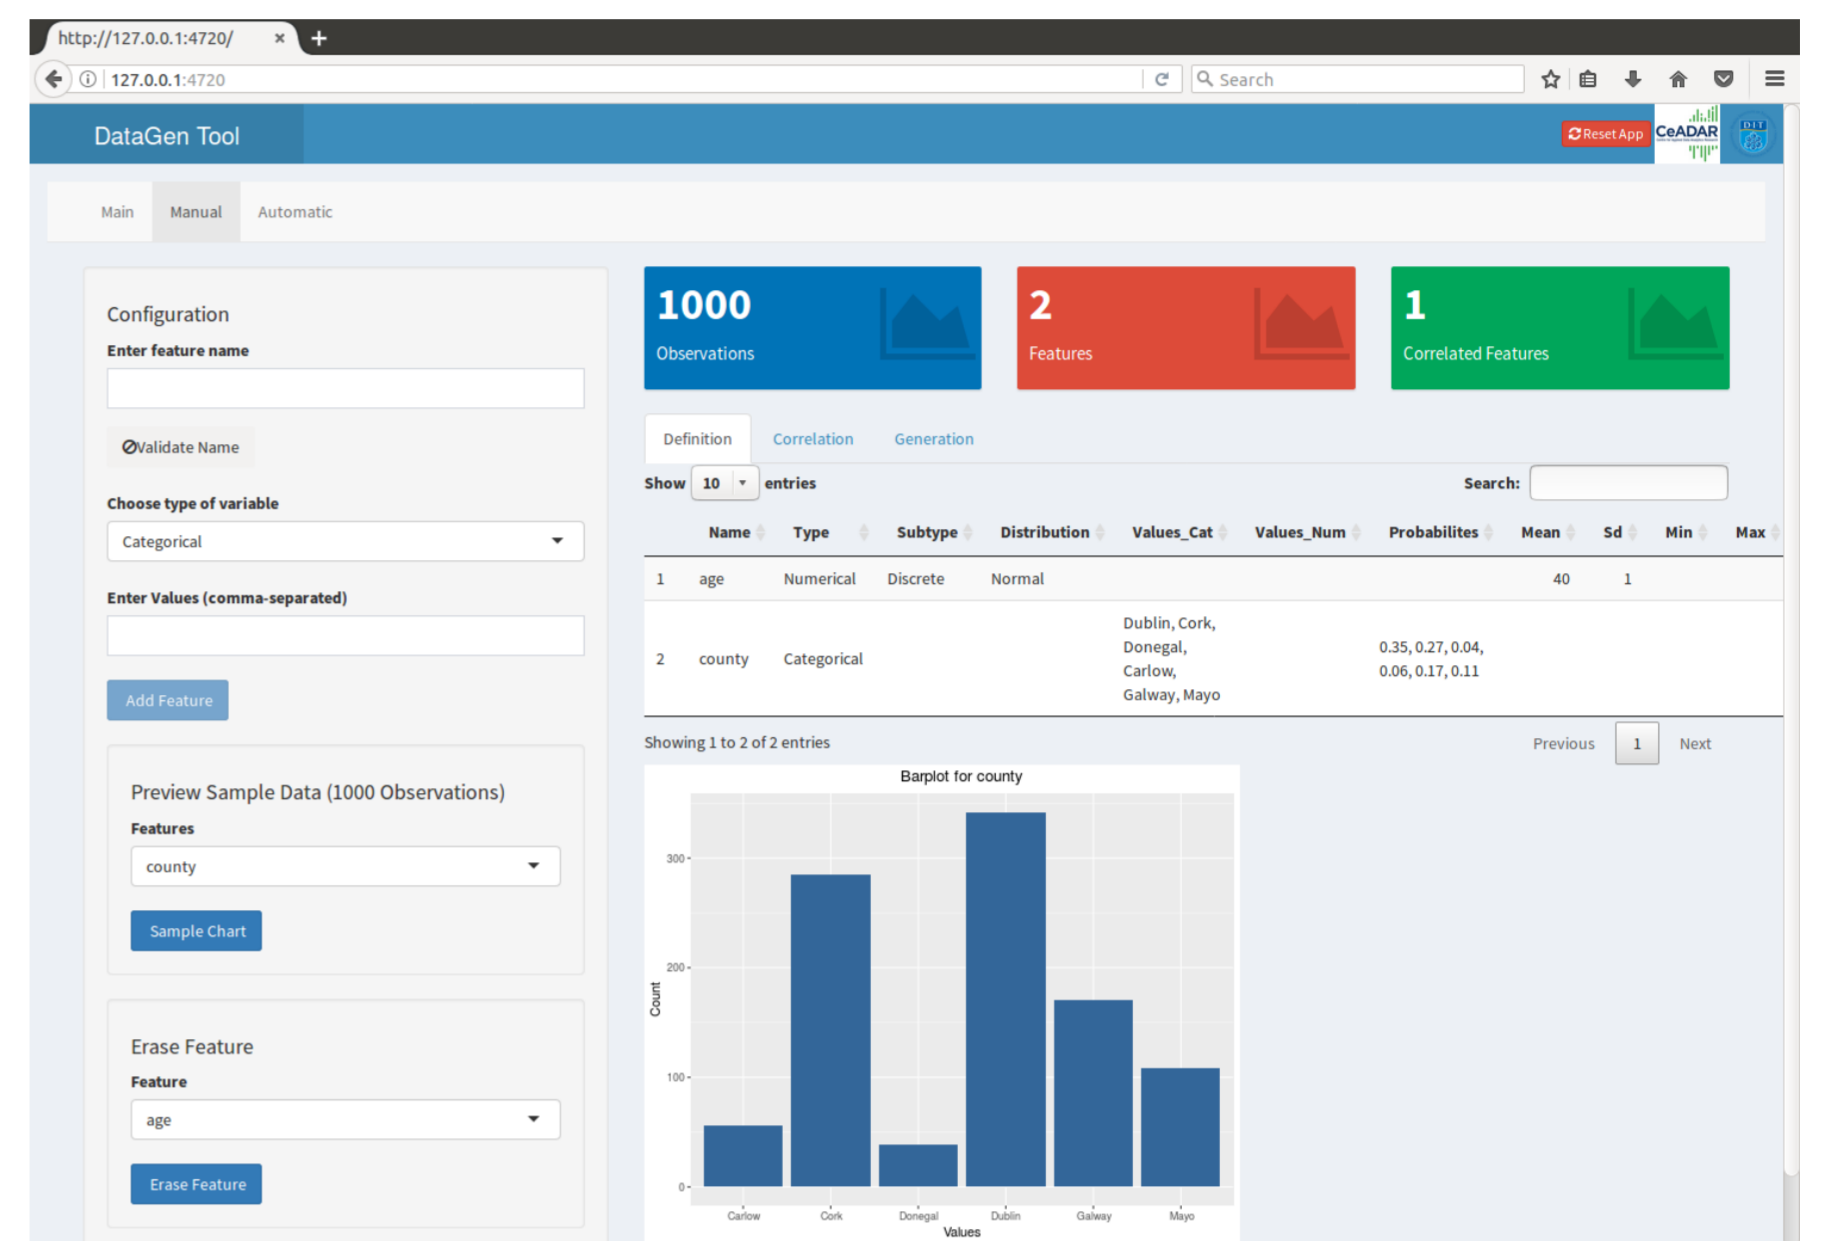 http://127.0.0.1:4720/ × +
127.0.0.1:4720
Search
DataGen Tool
Reset App
CeADAR
DIT
Main Manual Automatic
Configuration
Enter feature name
Validate Name
Choose type of variable
Categorical
Enter Values (comma-separated)
Add Feature
Preview Sample Data (1000 Observations)
Features
county
Sample Chart
Erase Feature
Feature
age
Erase Feature
1000
Observations
2
Features
1
Correlated Features
Definition Correlation Generation
Show 10 entries
Search:
Name Type Subtype Distribution Values_Cat Values_Num Probabilites Mean Sd Min Max
1 age Numerical Discrete Normal 40 1
2 county Categorical Dublin, Cork, Donegal, Carlow, Galway, Mayo 0.35, 0.27, 0.04, 0.06, 0.17, 0.11
Showing 1 to 2 of 2 entries
Previous 1 Next
Barplot for county
Count
300
200
100
0
Carlow Cork Donegal Dublin Galway Mayo
Values